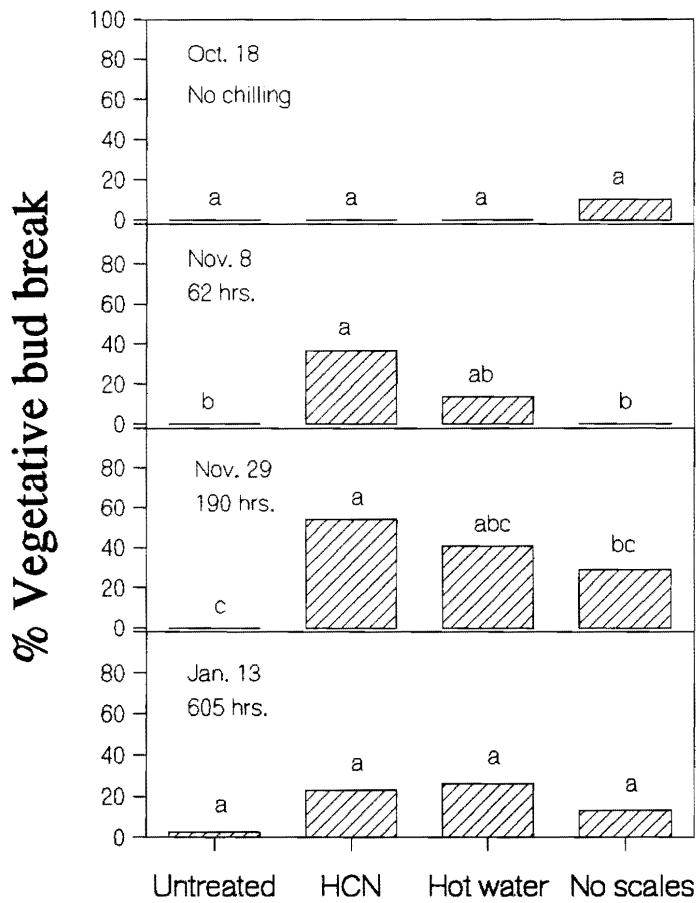 % Vegetative bud break
100
80
60
40
20
0
Oct. 18
No chilling
a a a a
80
60
40
20
0
Nov. 8
62 hrs.
b a ab b
80
60
40
20
0
Nov. 29
190 hrs.
c a abc bc
80
60
40
20
0
Jan. 13
605 hrs.
a a a a
Untreated HCN Hot water No scales